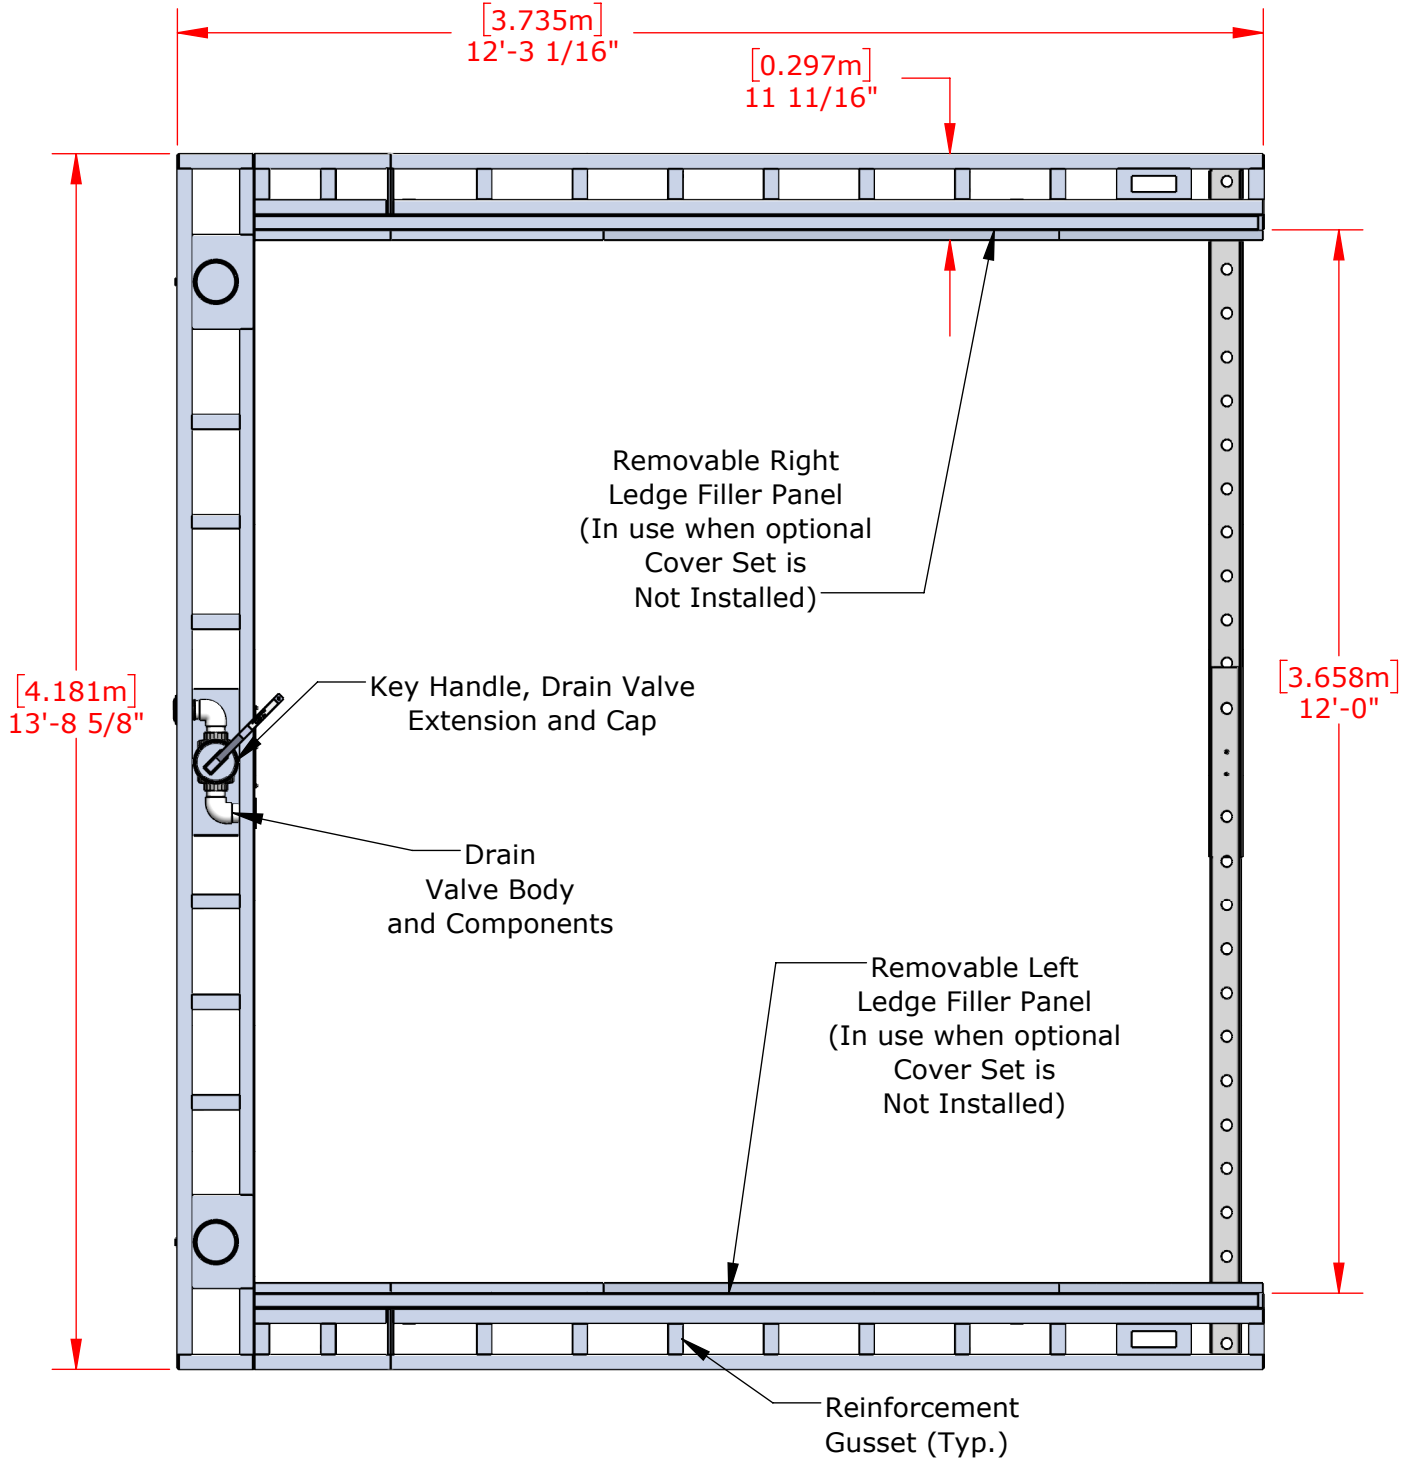 [3.735m]
12'-3 1/16"
[0.297m]
11 11/16"
Removable Right
Ledge Filler Panel
(In use when optional
Cover Set is
Not Installed)
[4.181m]
13'-8 5/8"
Key Handle, Drain Valve
Extension and Cap
[3.658m]
12'-0"
Drain
Valve Body
and Components
Removable Left
Ledge Filler Panel
(In use when optional
Cover Set is
Not Installed)
Reinforcement
Gusset (Typ.)